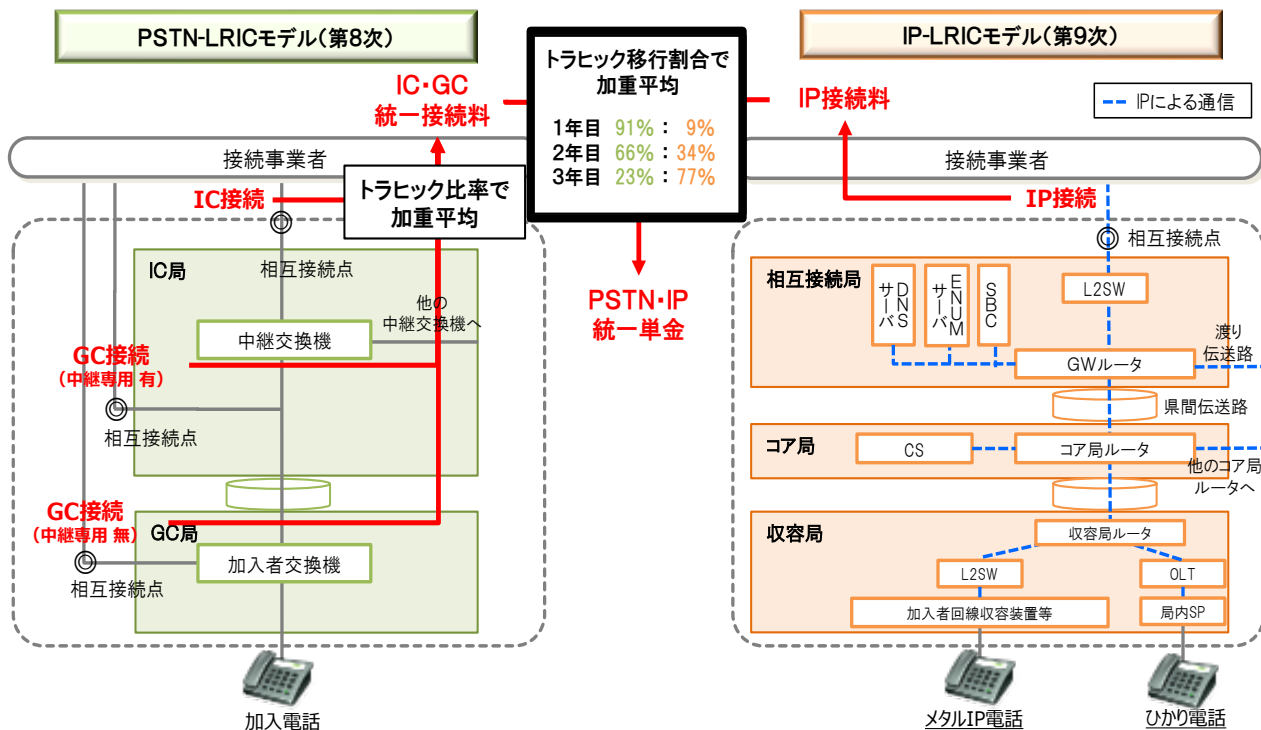 PSTN-LRICモデル(第8次)
IC・GC
統一接続料
トラヒック移行割合で
加重平均
1年目 91% : 9%
2年目 66% : 34%
3年目 23% : 77%
IP接続料
IP-LRICモデル(第9次)
IPによる通信
接続事業者
IC接続
トラヒック比率で
加重平均
相互接続点
IC局
他の
中継交換機へ
中継交換機
GC接続
(中継専用 有)
相互接続点
GC接続
(中継専用 無)
GC局
加入者交換機
相互接続点
加入電話
PSTN・IP
統一単金
接続事業者
IP接続
相互接続点
相互接続局
DNS
サーバ
ENUM
サーバ
SBC
L2SW
渡り
伝送路
GWルータ
県間伝送路
コア局
CS
コア局ルータ
他のコア局
ルータへ
収容局
収容局ルータ
L2SW
OLT
加入者回線収容装置等
局内SP
メタルIP電話
ひかり電話